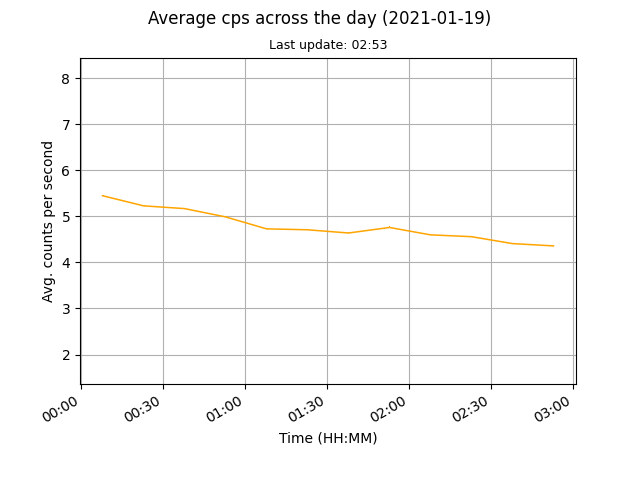 Average cps across the day (2021-01-19)
Last update: 02:53
8
7
6
5
4
3
2
Avg. counts per second
00:00 00:30 01:00 01:30 02:00 02:30 03:00
Time (HH:MM)